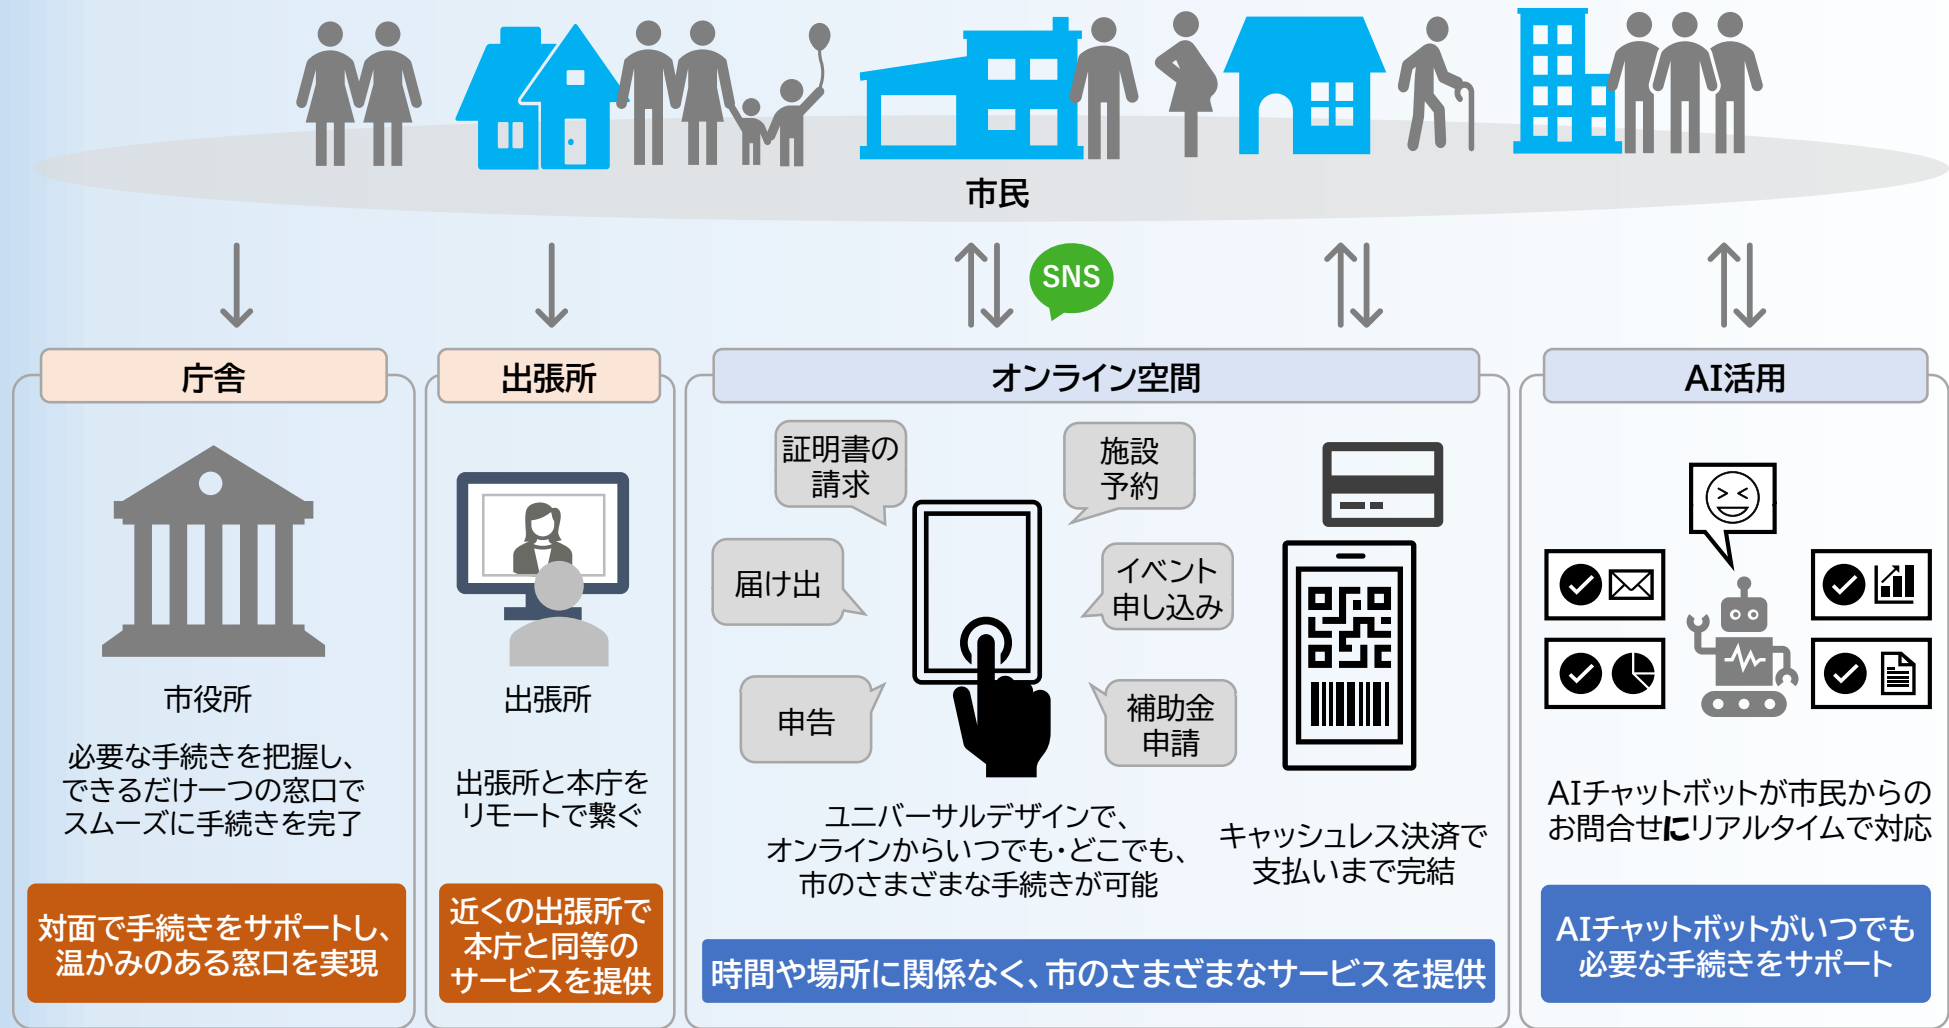 市民
SNS
庁舎
市役所
必要な手続きを把握し、
できるだけ一つの窓口で
スムーズに手続きを完了
対面で手続きをサポートし、
温かみのある窓口を実現
出張所
出張所
出張所と本庁を
リモートで繋ぐ
近くの出張所で
本庁と同等の
サービスを提供
オンライン空間
証明書の
請求
施設
予約
届け出
イベント
申し込み
申告
補助金
申請
ユニバーサルデザインで、
オンラインからいつでも・どこでも、
市のさまざまな手続きが可能
キャッシュレス決済で
支払いまで完結
時間や場所に関係なく、市のさまざまなサービスを提供
AI活用
AIチャットボットが市民からの
お問合せにリアルタイムで対応
AIチャットボットがいつでも
必要な手続きをサポート